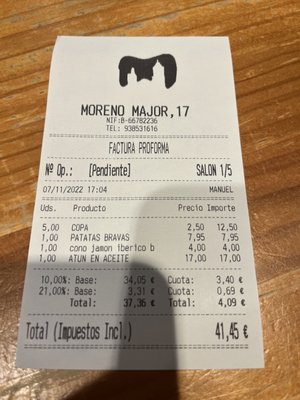 MORENO MAJOR,17
NIF:B-66782236
TEL: 938531616
FACTURA PROFORMA
Nº Op.: [Pendiente] SALON 1/5
07/11/2022 17:04 MANUEL
Uds. Producto Precio Importe
5,00 COPA 2,50 12,50
1,00 PATATAS BRAVAS 7,95 7,95
1,00 cono jamon iberico b 4,00 4,00
1,00 ATUN EN ACEITE 17,00 17,00
10,00%: Base: 34,05 € Cuota: 3,40 €
21,00%: Base: 3,31 € Cuota: 0,69 €
Total: 37,36 € Total: 4,09 €
Total (Impuestos Incl.) 41,45 €